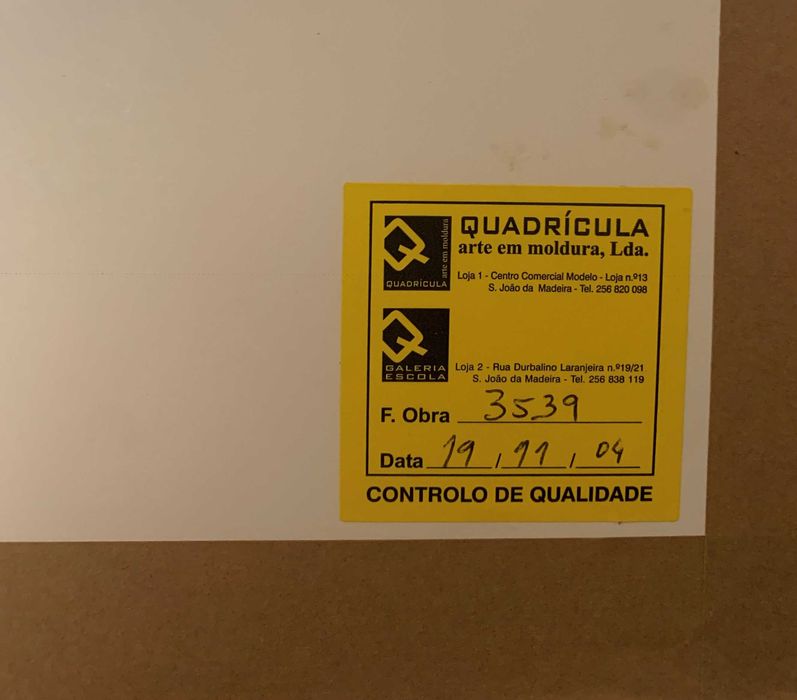 QUADRÍCULA
arte em moldura
QUADRÍCULA
arte em moldura, Lda.
Loja 1 - Centro Comercial Modelo - Loja n.º13
S. João da Madeira - Tel. 256 820 098
GALERIA
ESCOLA
Loja 2 - Rua Durbalino Laranjeira n.º19/21
S. João da Madeira - Tel. 256 838 119
F. Obra 3539
Data 19 / 11 / 04
CONTROLO DE QUALIDADE